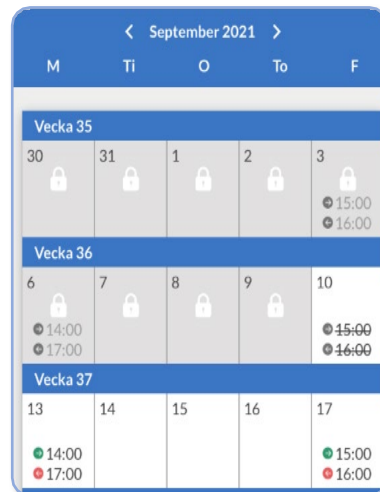 September 2021
M Ti O To F
Vecka 35
30 31 1 2 3
15:00
16:00
Vecka 36
6 7 8 9 10
14:00 15:00
17:00 16:00
Vecka 37
13 14 15 16 17
14:00 15:00
17:00 16:00